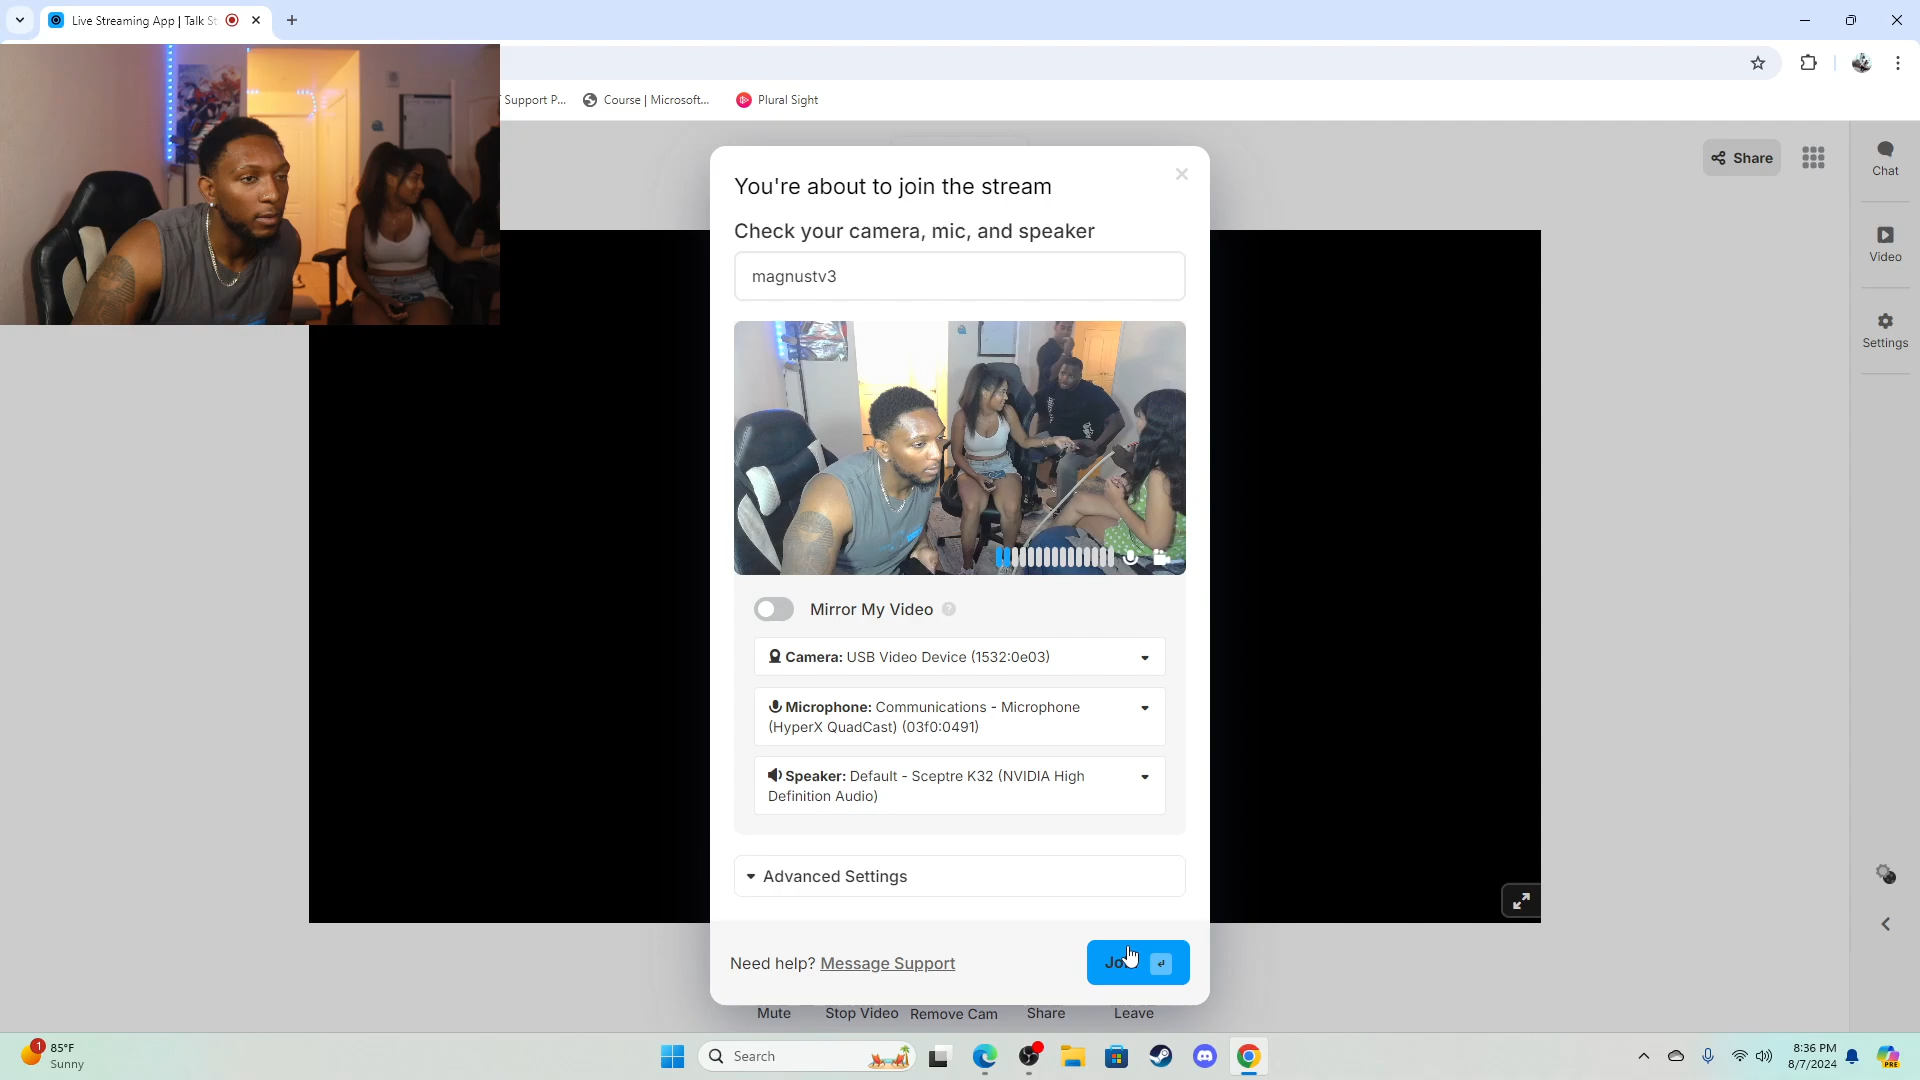 Live Streaming App | Talk St
Support P...
Course | Microsoft...
Plural Sight
Share
Chat
Video
Settings
You're about to join the stream
Check your camera, mic, and speaker
magnustv3
Mirror My Video ?
Camera: USB Video Device (1532:0e03)
Microphone: Communications - Microphone
(HyperX QuadCast) (03f0:0491)
Speaker: Default - Sceptre K32 (NVIDIA High
Definition Audio)
Advanced Settings
Need help? Message Support
Mute
Stop Video
Remove Cam
Share
Leave
1
85°F
Sunny
Search
8:36 PM
8/7/2024
PRE